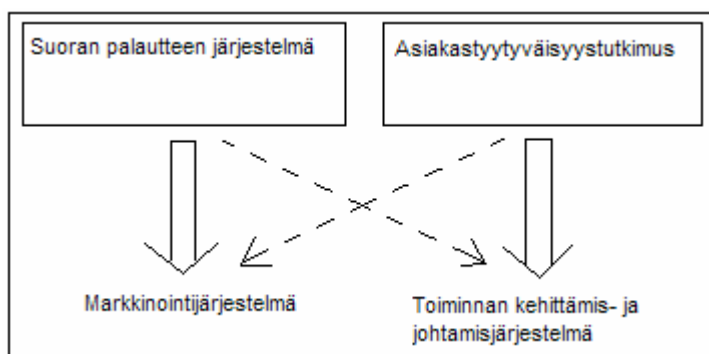 Suoran palautteen järjestelmä
Asiakastyytyväisyystutkimus
Markkinointijärjestelmä
Toiminnan kehittämis- ja
johtamisjärjestelmä